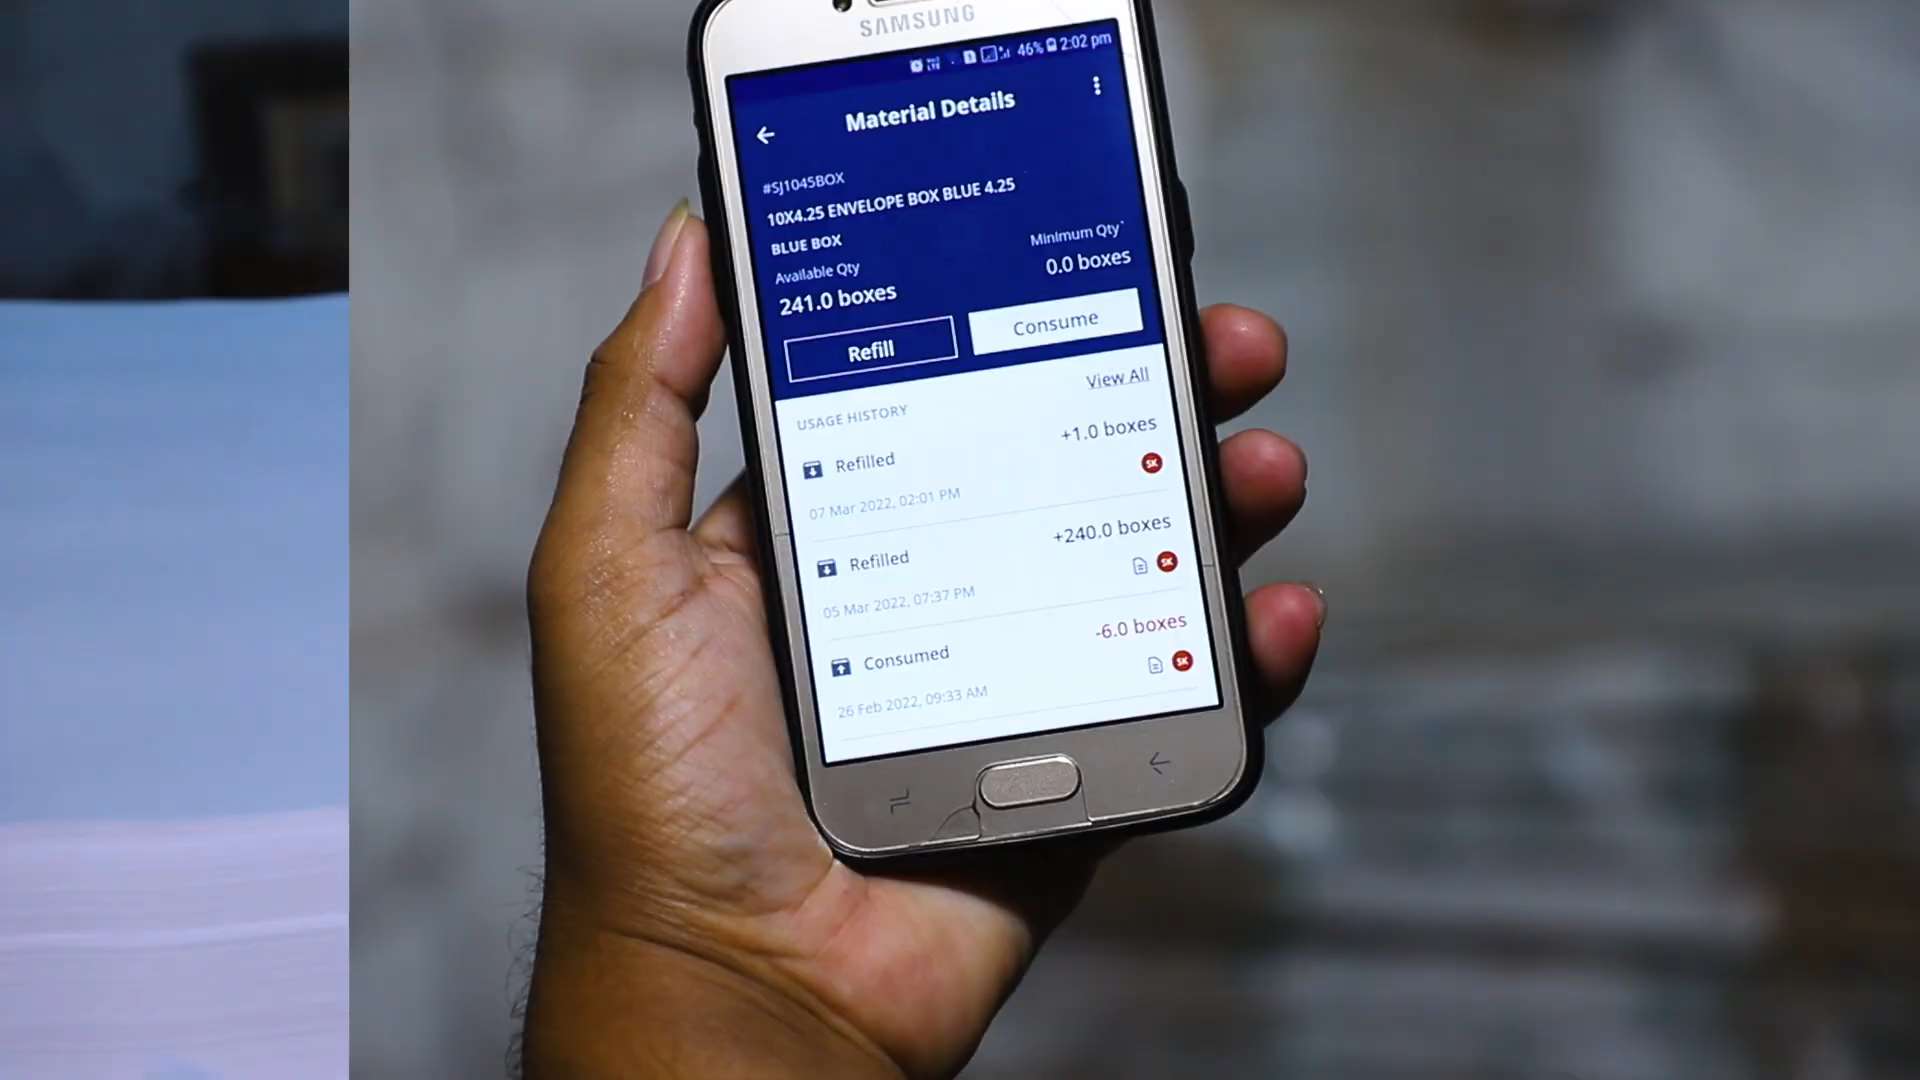 SAMSUNG
46% 2:02 pm
Material Details
#SJ1045BOX
10X4.25 ENVELOPE BOX BLUE 4.25
BLUE BOX
Available Qty
241.0 boxes
Minimum Qty`
0.0 boxes
Refill
Consume
View All
USAGE HISTORY
Refilled
+1.0 boxes
07 Mar 2022, 02:01 PM
SK
Refilled
+240.0 boxes
05 Mar 2022, 07:37 PM
SK
Consumed
-6.0 boxes
26 Feb 2022, 09:33 AM
SK